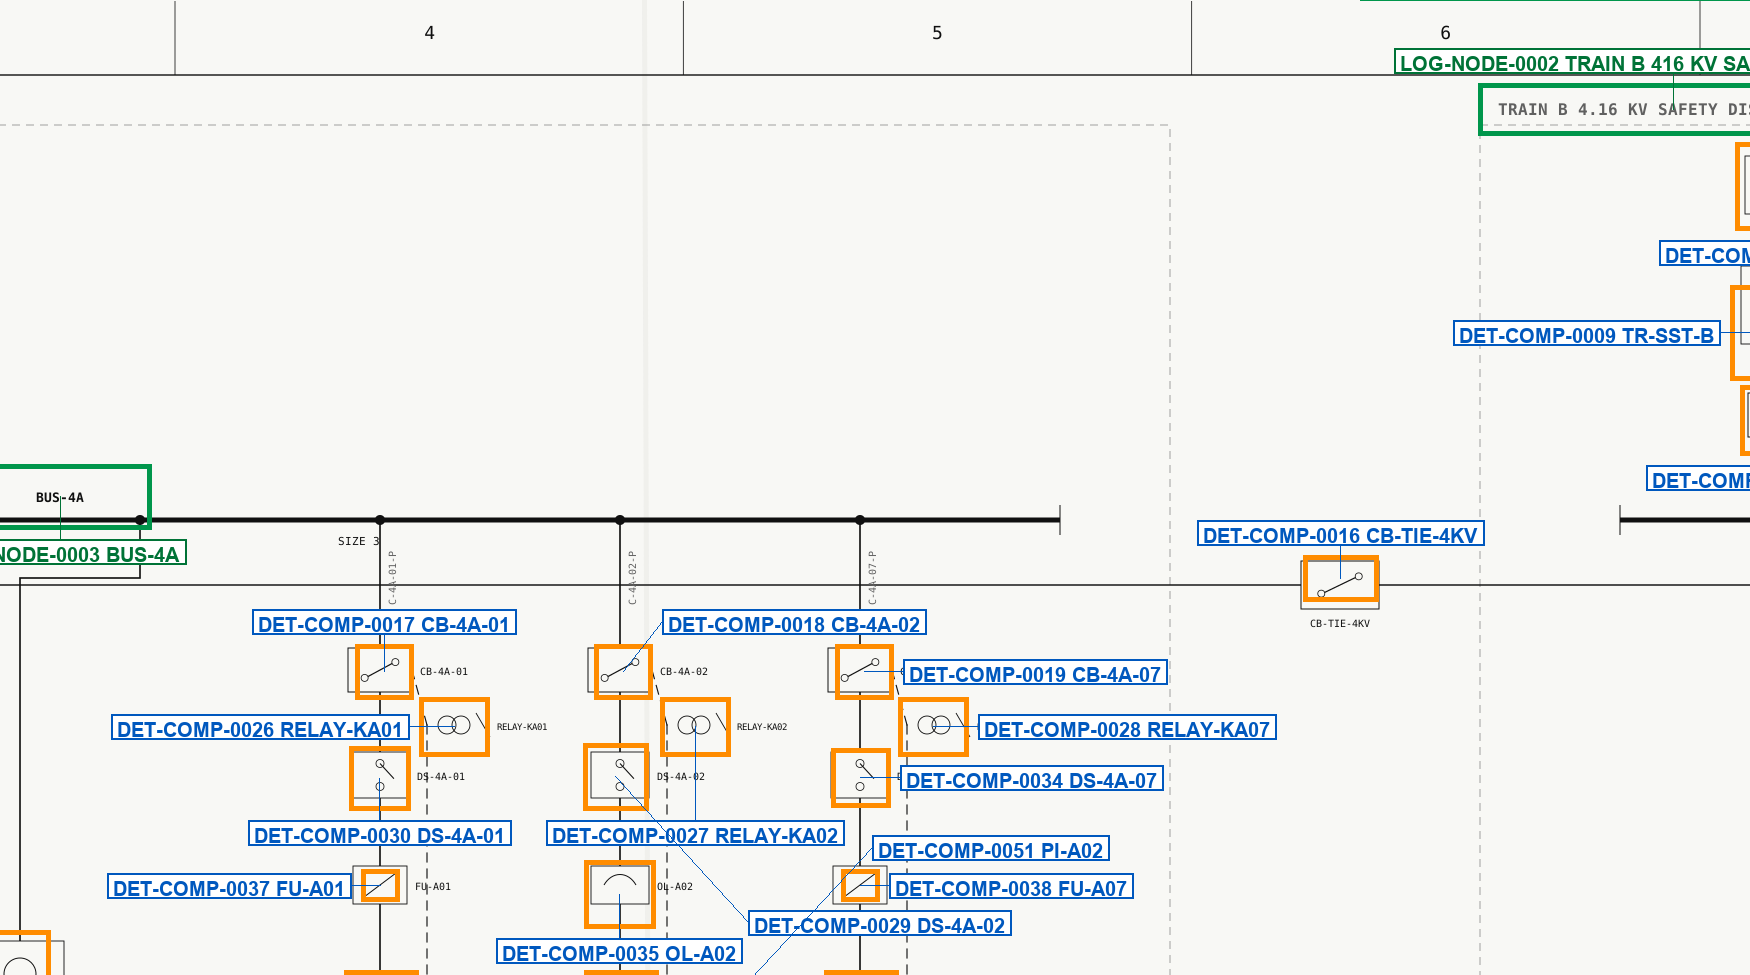 4
5
6
LOG-NODE-0002 TRAIN B 416 KV SA
TRAIN B 4.16 KV SAFETY DIS
DET-COM
DET-COMP-0009 TR-SST-B
DET-COMP
BUS-4A
NODE-0003 BUS-4A
SIZE 3
C-4A-01-P
C-4A-02-P
C-4A-07-P
DET-COMP-0016 CB-TIE-4KV
CB-TIE-4KV
DET-COMP-0017 CB-4A-01
DET-COMP-0018 CB-4A-02
CB-4A-01
CB-4A-02
DET-COMP-0019 CB-4A-07
DET-COMP-0026 RELAY-KA01
RELAY-KA01
RELAY-KA02
DET-COMP-0028 RELAY-KA07
DS-4A-01
DS-4A-02
DET-COMP-0034 DS-4A-07
DET-COMP-0030 DS-4A-01
DET-COMP-0027 RELAY-KA02
DET-COMP-0051 PI-A02
DET-COMP-0037 FU-A01
FU-A01
OL-A02
DET-COMP-0038 FU-A07
DET-COMP-0029 DS-4A-02
DET-COMP-0035 OL-A02